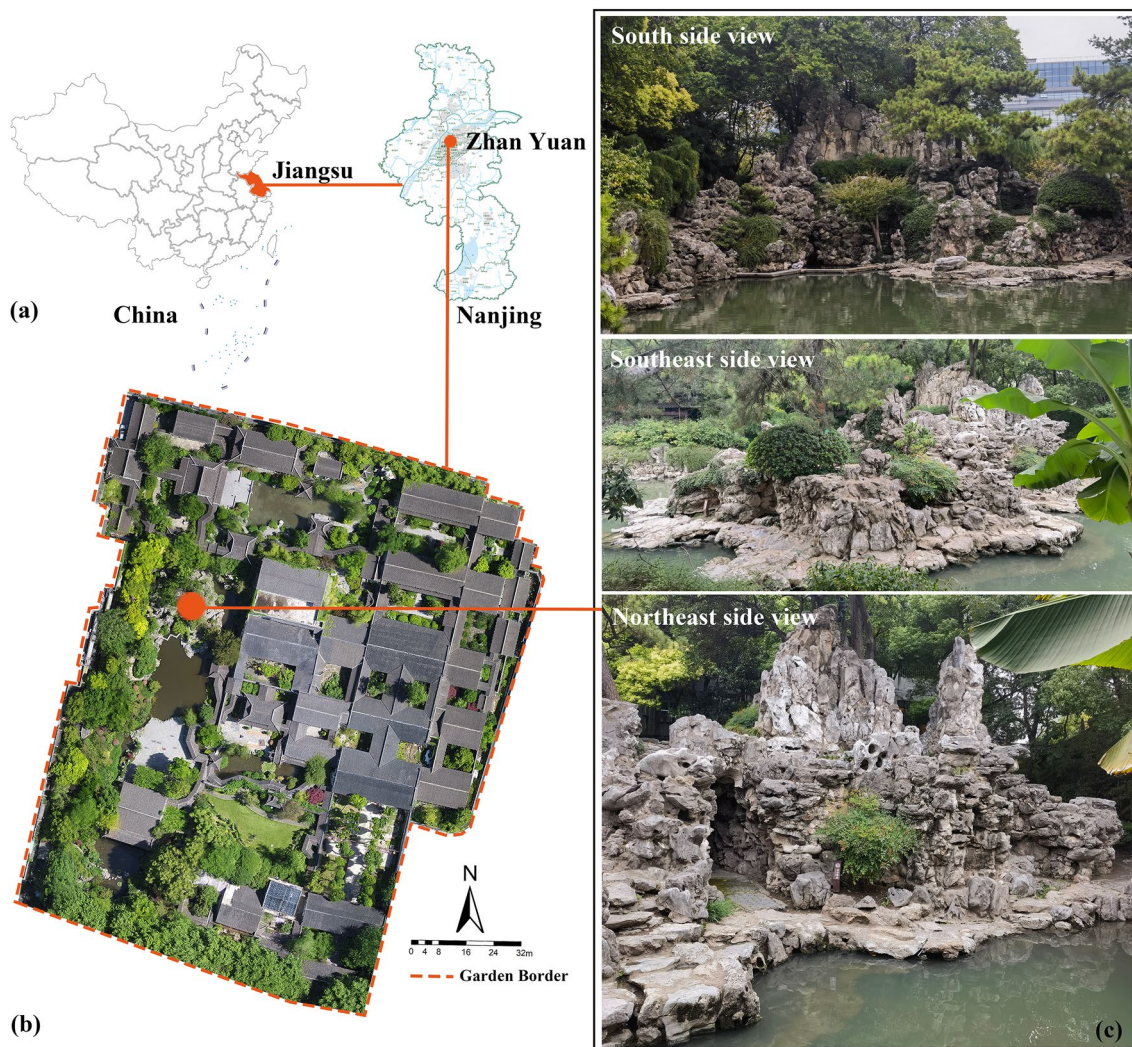 Jiangsu
Zhan Yuan
(a)
China
Nanjing
N
0 4 8 16 24 32m
Garden Border
(b)
South side view
Southeast side view
Northeast side view
(c)